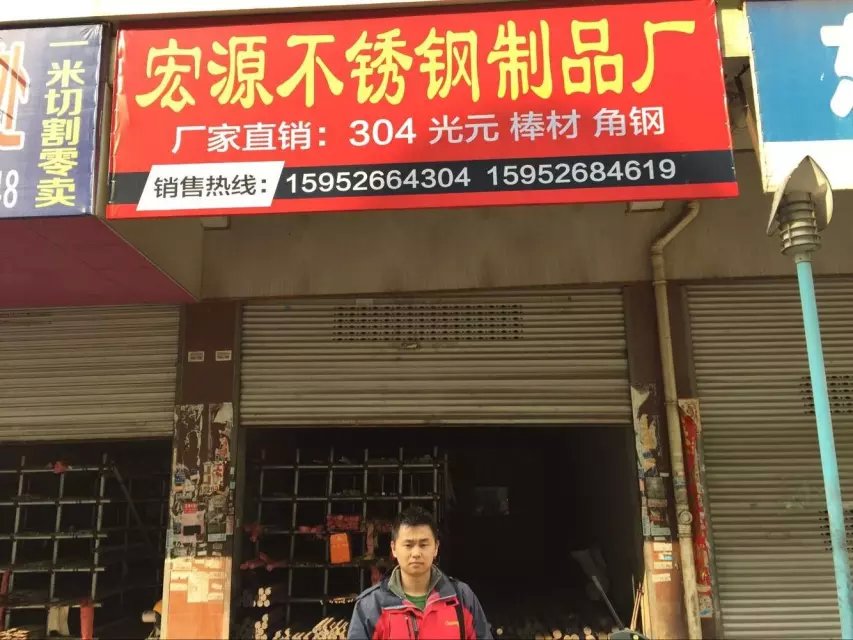 一米切割零卖
宏源不锈钢制品厂
厂家直销：304 光元 棒材 角钢
销售热线：15952664304 15952684619